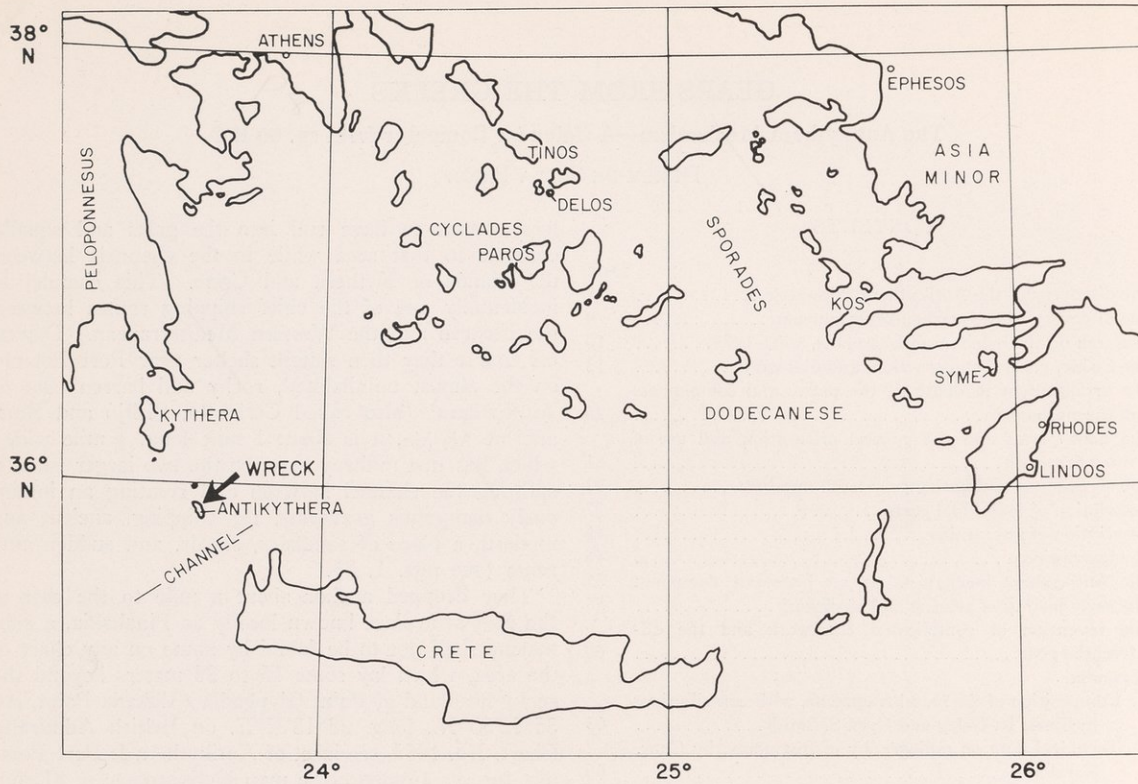 38°
N
ATHENS
EPHESOS
ASIA
MINOR
TINOS
DELOS
PELOPONNESUS
CYCLADES
PAROS
SPORADES
KOS
SYME
KYTHERA
DODECANESE
RHODES
36°
N
WRECK
LINDOS
ANTIKYTHERA
CHANNEL
CRETE
24°
25°
26°